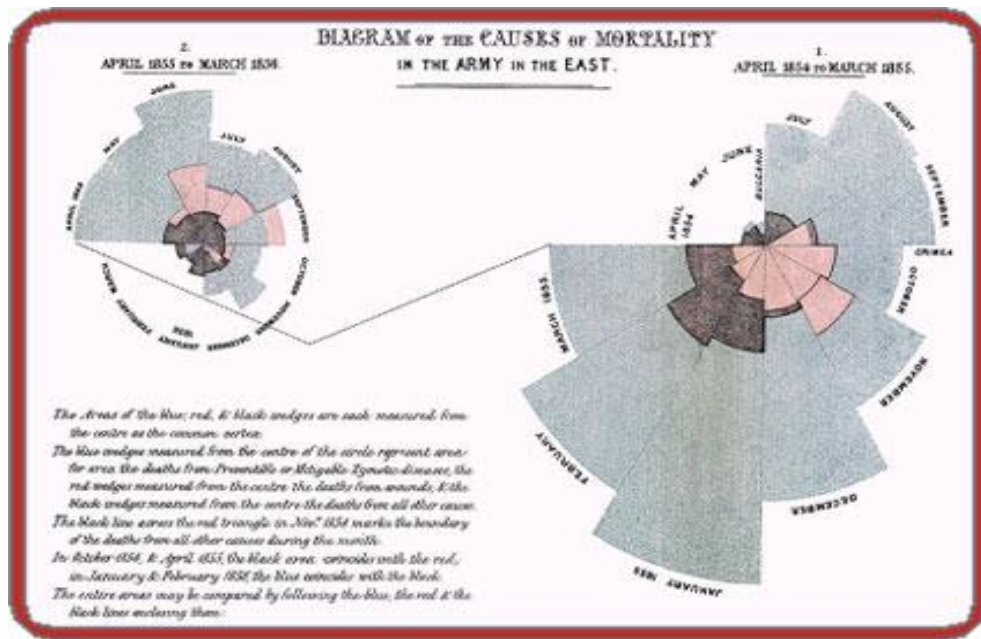 DIAGRAM OF THE CAUSES OF MORTALITY
IN THE ARMY IN THE EAST.
2.
APRIL 1855 TO MARCH 1856.
1.
APRIL 1854 TO MARCH 1855.
APRIL 1855
MAY
JUNE
JULY
AUGUST
SEPTEMBER
OCTOBER
NOVEMBER
DECEMBER
JANUARY
1856
FEBRUARY
MARCH
APRIL
1854
MAY
JUNE
BULGARIA
JULY
AUGUST
SEPTEMBER
CRIMEA
OCTOBER
NOVEMBER
DECEMBER
JANUARY 1855
FEBRUARY
MARCH 1855
The Areas of the blue, red, & black wedges are each measured from
the centre as the common vertex
The blue wedges measured from the centre of the circle represent area
for area the deaths from Preventible or Mitigable Zymotic diseases, the
red wedges measured from the centre the deaths from wounds, & the
black wedges measured from the centre the deaths from all other causes
The black line across the red triangle in Novr. 1854 marks the boundary
of the deaths from all other causes during the month
In October 1854, & April 1855, the black area coincides with the red,
in January & February 1856, the blue coincides with the black
The entire areas may be compared by following the blue, the red & the
black lines enclosing them.